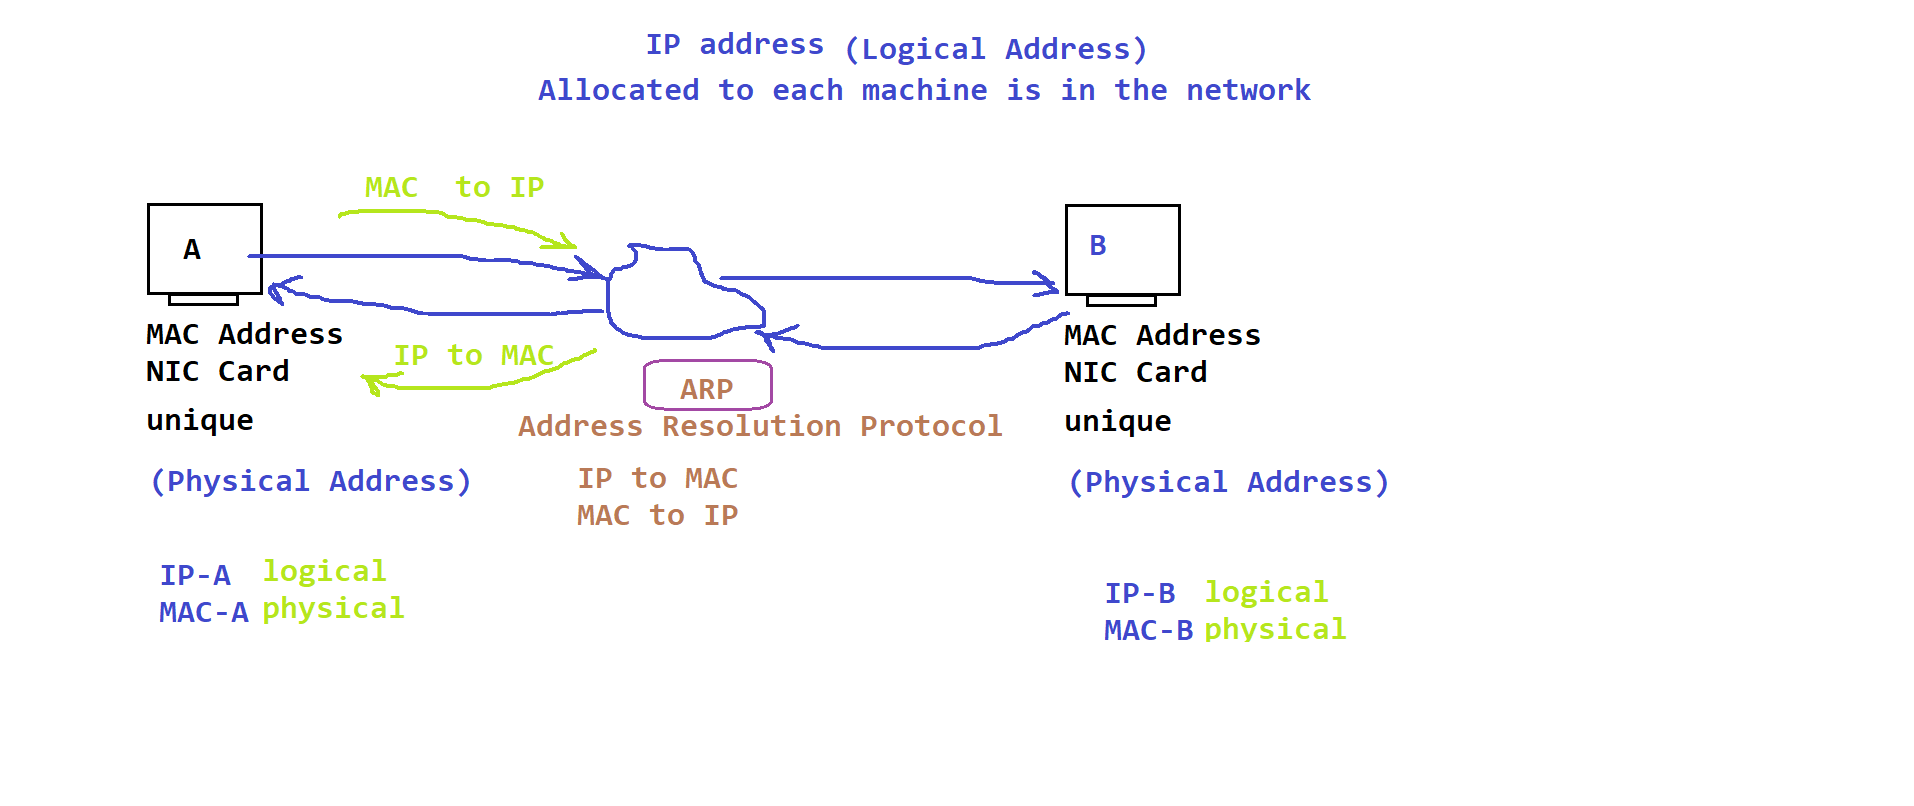 IP address (Logical Address)
Allocated to each machine is in the network
MAC  to IP
A
B
MAC Address
NIC Card
unique
(Physical Address)
IP to MAC
ARP
Address Resolution Protocol
IP to MAC
MAC to IP
MAC Address
NIC Card
unique
(Physical Address)
IP-A logical
MAC-A physical
IP-B logical
MAC-B physical